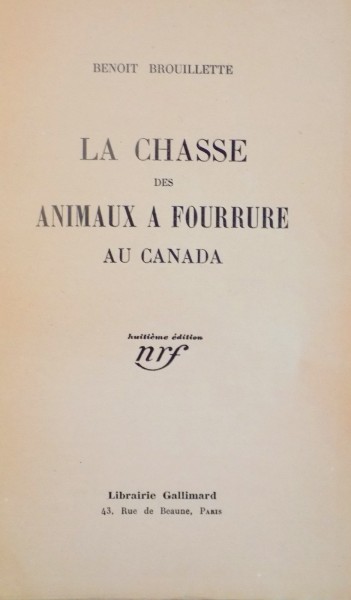 BENOIT BROUILLETTE
LA CHASSE
DES
ANIMAUX A FOURRURE
AU CANADA
huitième édition
nrf
Librairie Gallimard
43, Rue de Beaune, PARIS